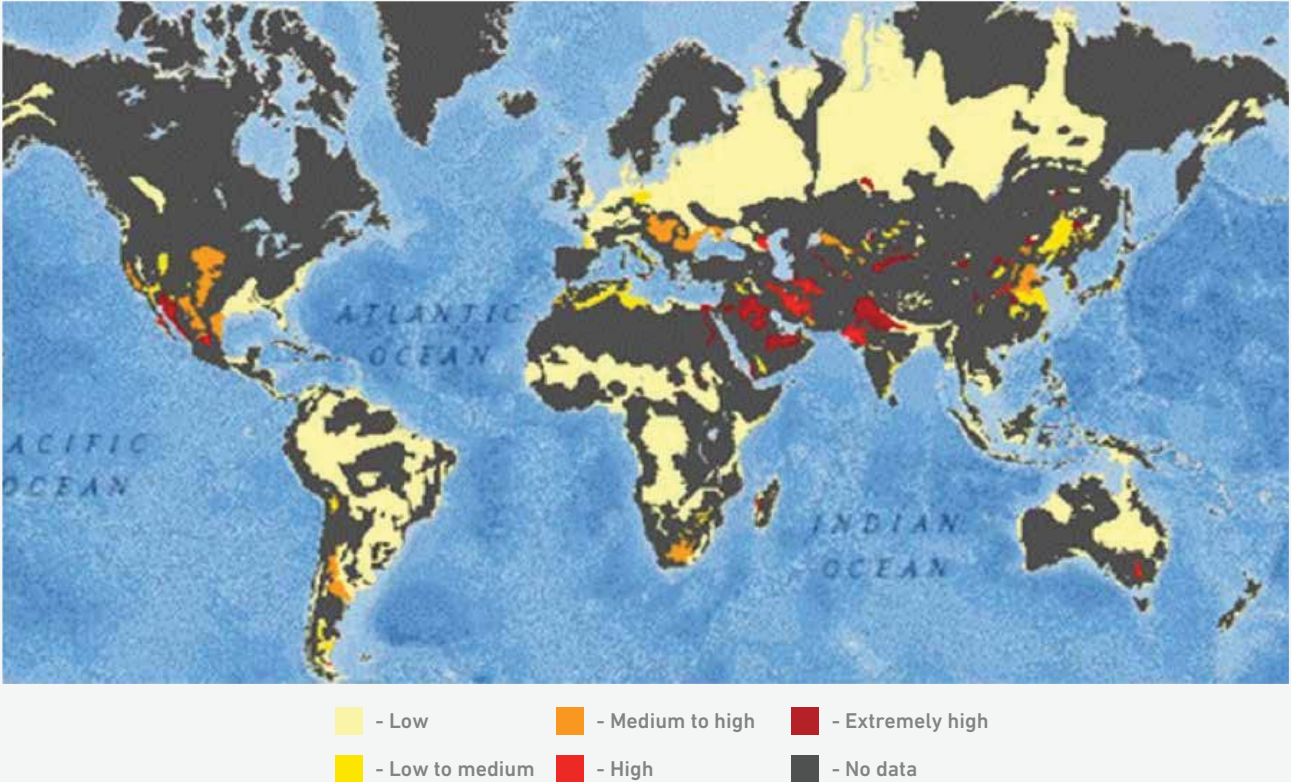 ATLANTIC
OCEAN
ACIFIC
OCEAN
INDIAN
OCEAN
- Low
- Medium to high
- Extremely high
- Low to medium
- High
- No data